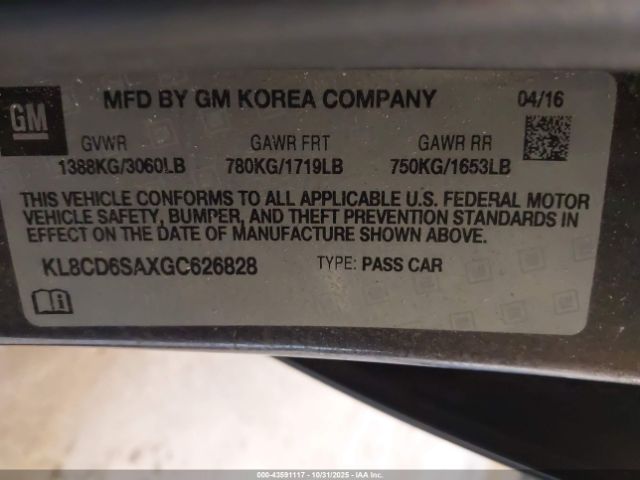 GM
MFD BY GM KOREA COMPANY 04/16
GVWR GAWR FRT GAWR RR
1388KG/3060LB 780KG/1719LB 750KG/1653LB
THIS VEHICLE CONFORMS TO ALL APPLICABLE U.S. FEDERAL MOTOR
VEHICLE SAFETY, BUMPER, AND THEFT PREVENTION STANDARDS IN
EFFECT ON THE DATE OF MANUFACTURE SHOWN ABOVE.
KL8CD6SAXGC626828 TYPE: PASS CAR
000-43591117 | 10/31/2025 - IAA Inc.